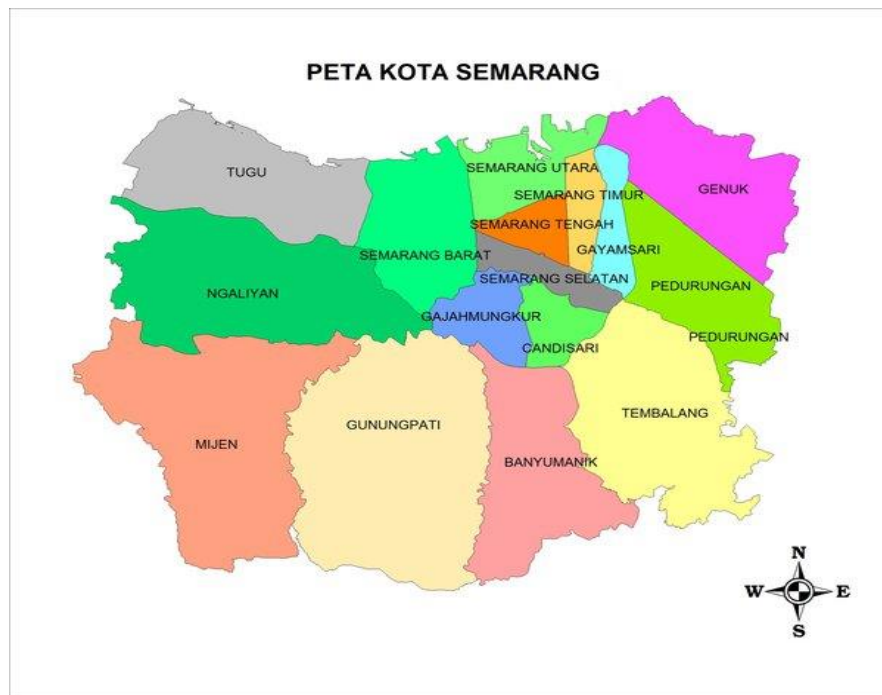 PETA KOTA SEMARANG
TUGU
SEMARANG UTARA
GENUK
SEMARANG TIMUR
SEMARANG TENGAH
SEMARANG BARAT
GAYAMSARI
SEMARANG SELATAN
PEDURUNGAN
NGALIYAN
GAJAHMUNGKUR
PEDURUNGAN
CANDISARI
TEMBALANG
GUNUNGPATI
MIJEN
BANYUMANIK
N
W E
S